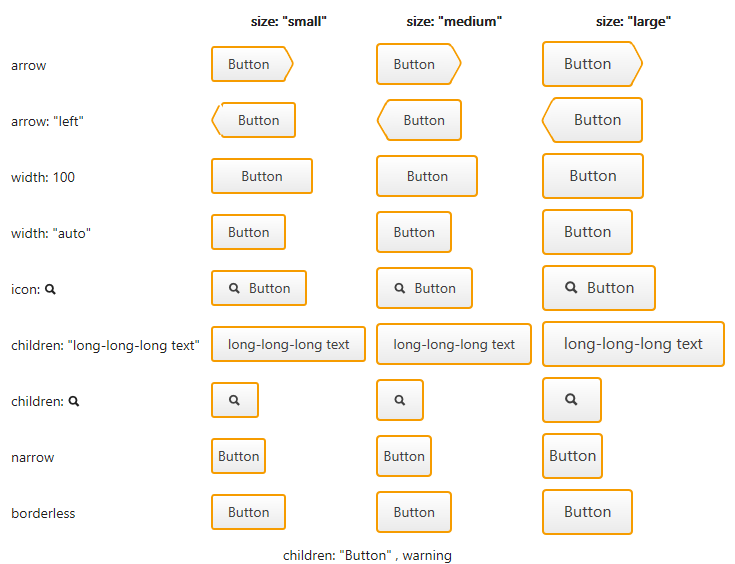 size: "small" size: "medium" size: "large"
arrow Button Button Button
arrow: "left" Button Button Button
width: 100 Button Button Button
width: "auto" Button Button Button
icon: Button Button Button
children: "long-long-long text" long-long-long text long-long-long text long-long-long text
children:
narrow Button Button Button
borderless Button Button Button
children: "Button" , warning